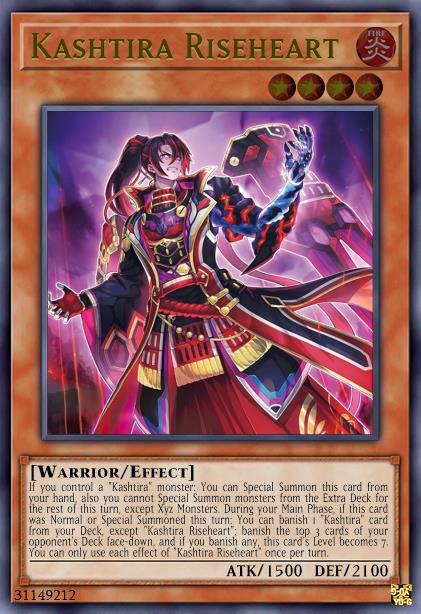 KASHTIRA RISEHEART
FIRE
炎
[WARRIOR/EFFECT]
If you control a "Kashtira" monster: You can Special Summon this card from
your hand, also you cannot Special Summon monsters from the Extra Deck for
the rest of this turn, except Xyz Monsters. During your Main Phase, if this card
was Normal or Special Summoned this turn: You can banish 1 "Kashtira" card
from your Deck, except "Kashtira Riseheart"; banish the top 3 cards of your
opponent's Deck face-down, and if you banish any, this card's Level becomes 7.
You can only use each effect of "Kashtira Riseheart" once per turn.
ATK/1500 DEF/2100
31149212